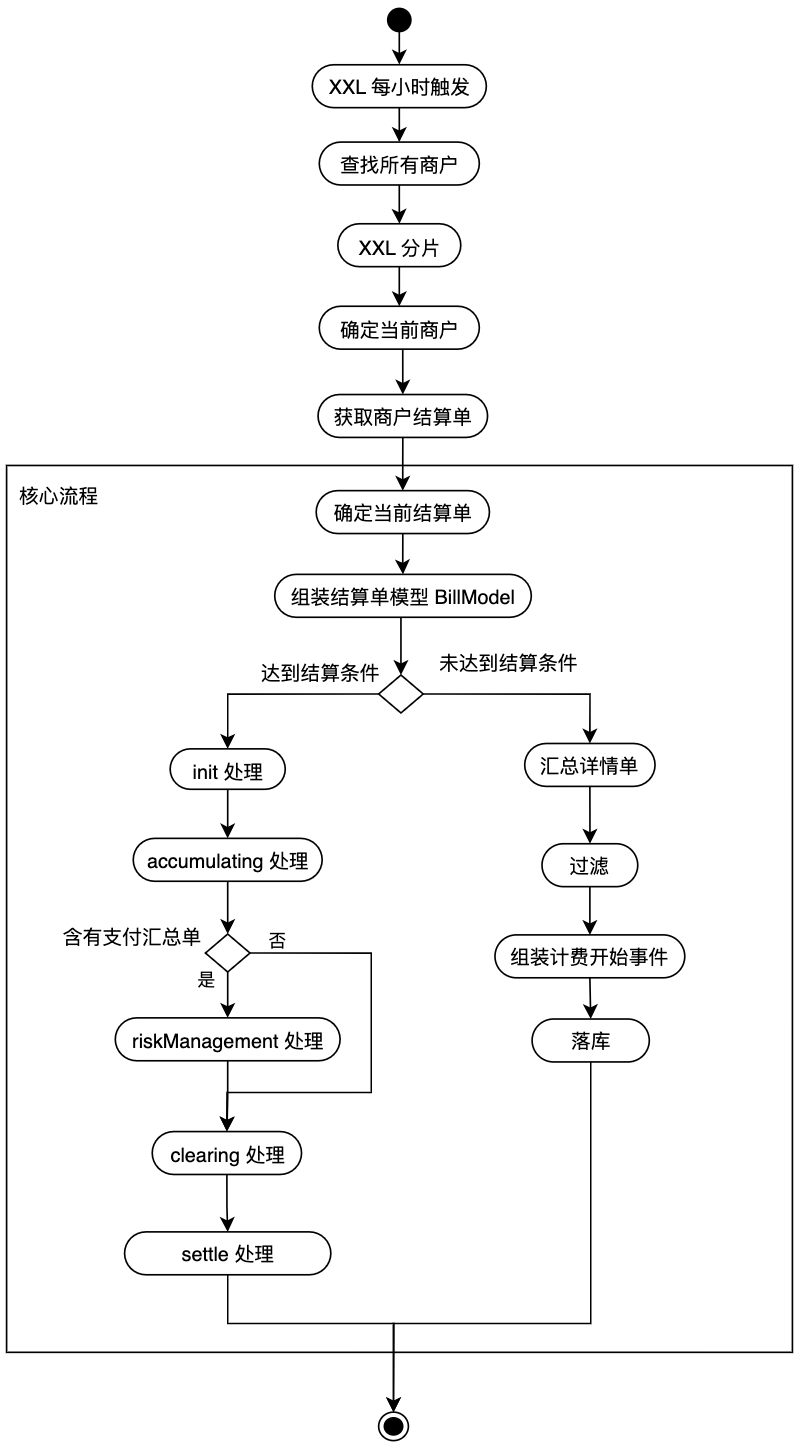 XXL 每小时触发
查找所有商户
XXL 分片
确定当前商户
获取商户结算单
核心流程
确定当前结算单
组装结算单模型 BillModel
达到结算条件
未达到结算条件
init 处理
汇总详情单
accumulating 处理
过滤
含有支付汇总单
否
是
组装计费开始事件
riskManagement 处理
落库
clearing 处理
settle 处理